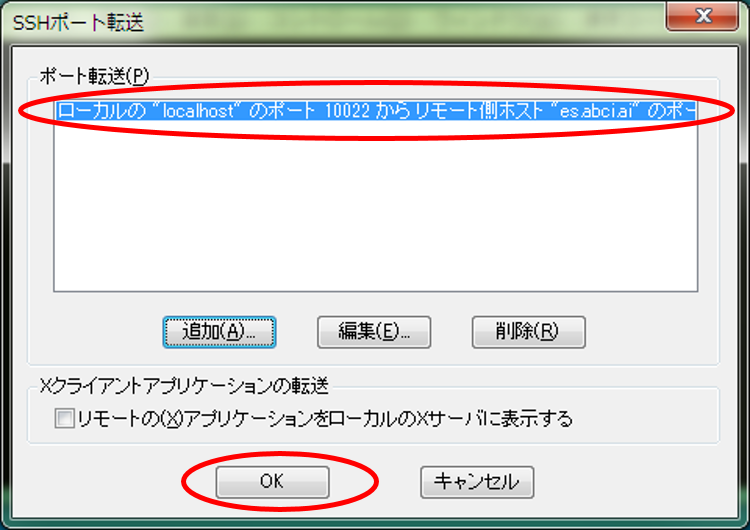 SSHポート転送
ポート転送(P)
ローカルの "localhost" のポート 10022 から リモート側ホスト "es.abci.ai" のポー
追加(A)...
編集(E)...
削除(R)
Xクライアントアプリケーションの転送
リモートの(X)アプリケーションをローカルのXサーバに表示する
OK
キャンセル